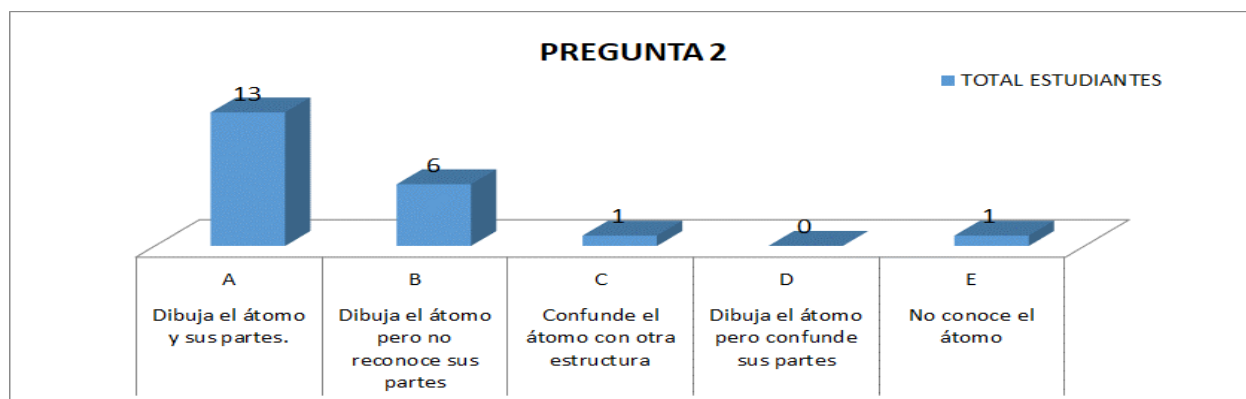 PREGUNTA 2
TOTAL ESTUDIANTES
13
6
1
0
1
A
Dibuja el átomo
y sus partes.
B
Dibuja el átomo
pero no
reconoce sus
partes
C
Confunde el
átomo con otra
estructura
D
Dibuja el átomo
pero confunde
sus partes
E
No conoce el
átomo